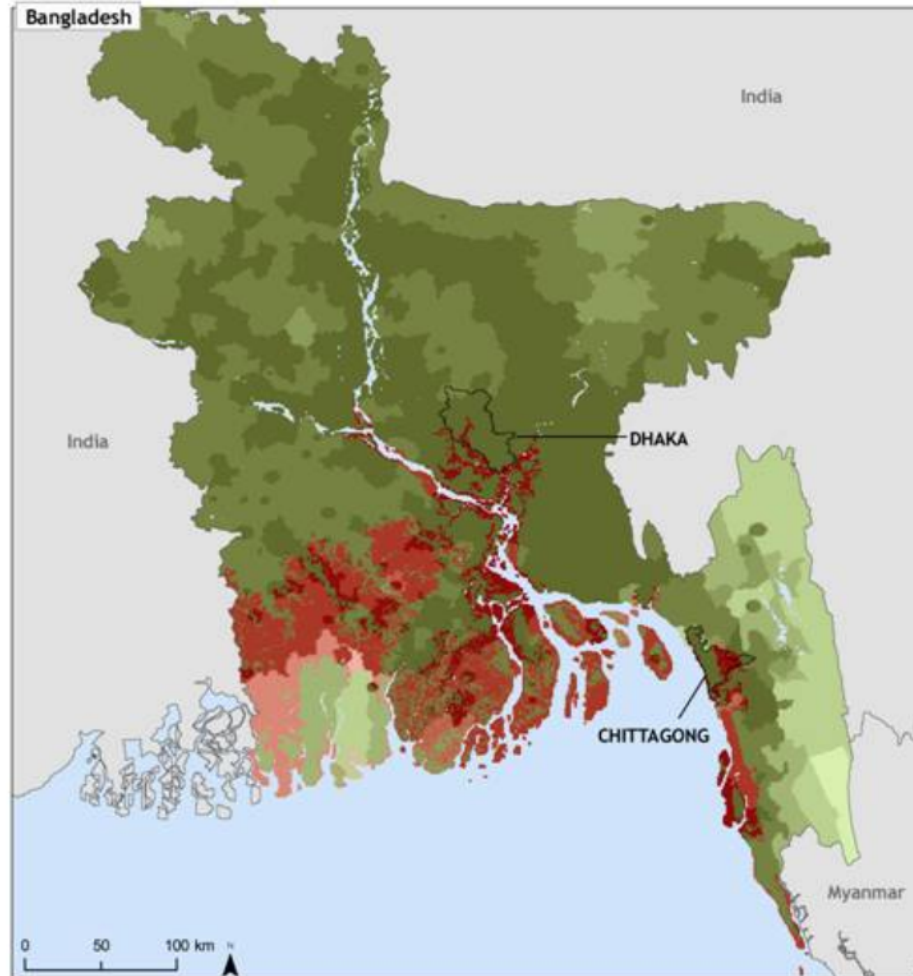 Bangladesh
India
India
DHAKA
CHITTAGONG
Myanmar
0 50 100 km N